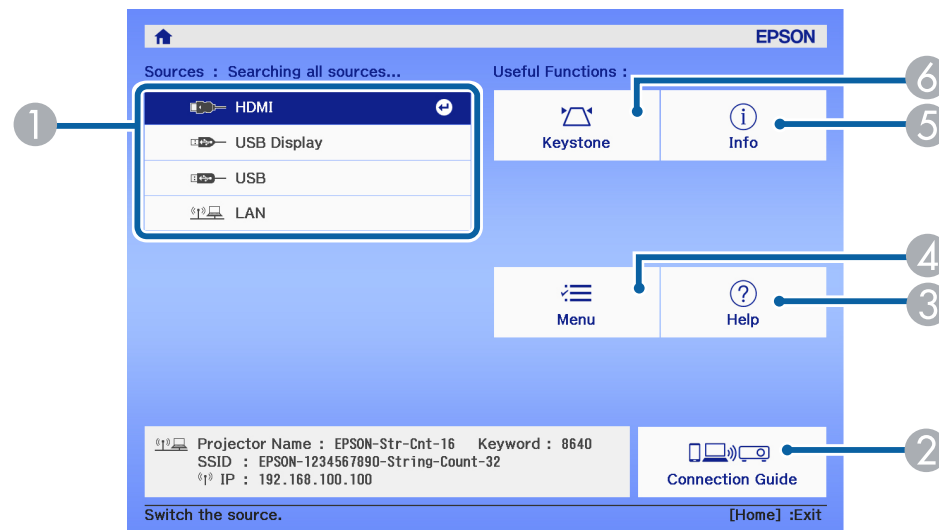 EPSON
Sources : Searching all sources...
Useful Functions :
HDMI
USB Display
USB
LAN
Keystone
Info
Menu
Help
Projector Name : EPSON-Str-Cnt-16 Keyword : 8640
SSID : EPSON-1234567890-String-Count-32
IP : 192.168.100.100
Connection Guide
Switch the source.
[Home] :Exit
1
2
3
4
5
6